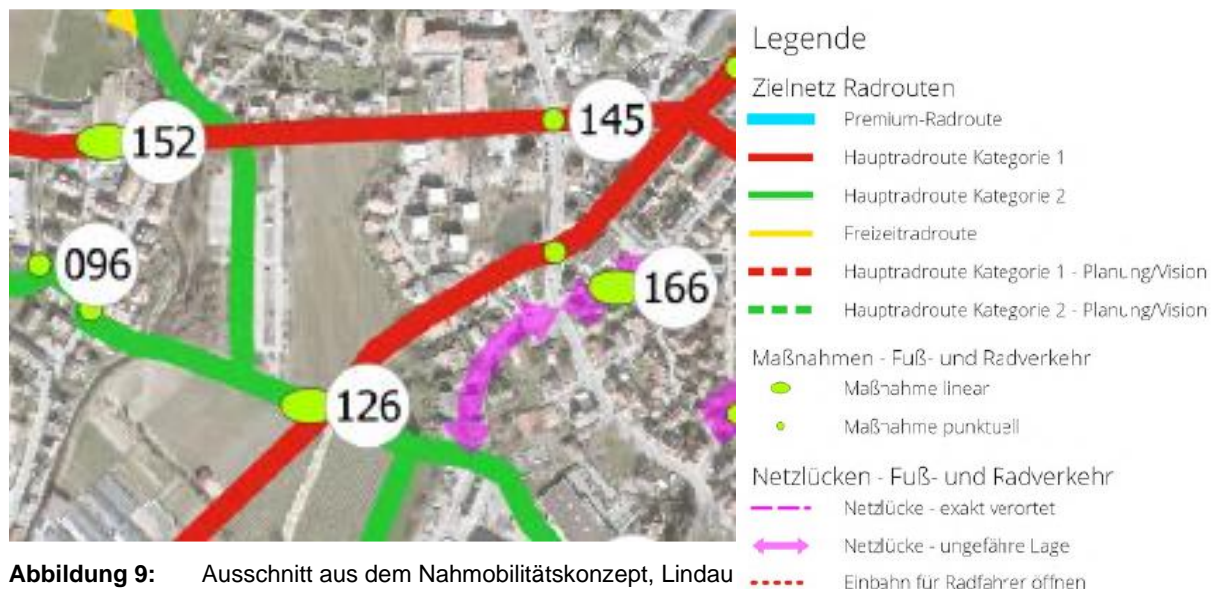 152
145
096
166
126
Abbildung 9: Ausschnitt aus dem Nahmobilitätskonzept, Lindau
Legende
Zielnetz Radrouten
Premium-Radroute
Hauptradroute Kategorie 1
Hauptradroute Kategorie 2
Freizeitradroute
Hauptradroute Kategorie 1 - Planung/Vision
Hauptradroute Kategorie 2 - Planung/Vision
Maßnahmen - Fuß- und Radverkehr
Maßnahme linear
Maßnahme punktuell
Netzlücken - Fuß- und Radverkehr
Netzlücke - exakt verortet
Netzlücke - ungefähre Lage
Einbahn für Radfahrer öffnen